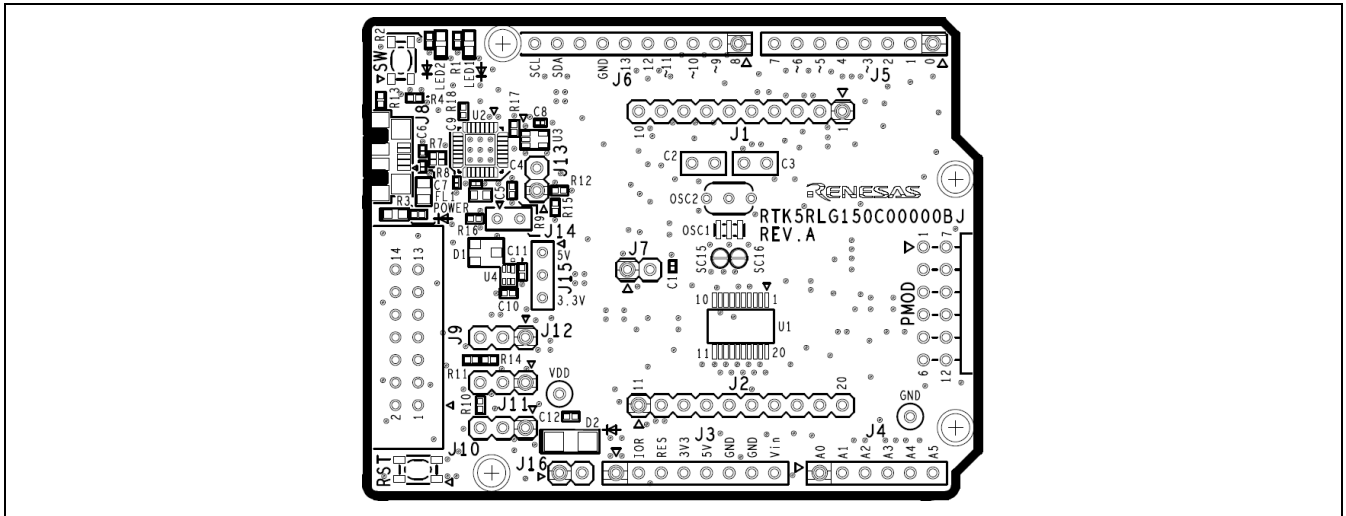 R2
SW
LED2
R1
LED1
SCL
SDA
GND
13
12
~11
~10
~9
8
J6
7
~6
~5
4
~3
2
1
0
J5
R13
R4
J8
C9
R18
U2
R17
C8
U3
10
J1
1
C6
R7
R8
C4
J13
C2
C3
C7
FL1
POWER
R3
C5
R12
R15
R9
R16
J14
OSC2
RENESAS
RTK5RLG150C00000BJ
REV.A
OSC1
14
13
D1
C11
U4
C10
5V
J15
3.3V
J7
C1
SC15
SC16
1
7
PMOD
6
12
10
1
U1
11
20
J9
J12
R14
R11
J11
VDD
R10
2
1
J10
C12
D2
11
J2
20
GND
J3
IOR
RES
3V3
5V
GND
GND
Vin
J4
A0
A1
A2
A3
A4
A5
RST
J16